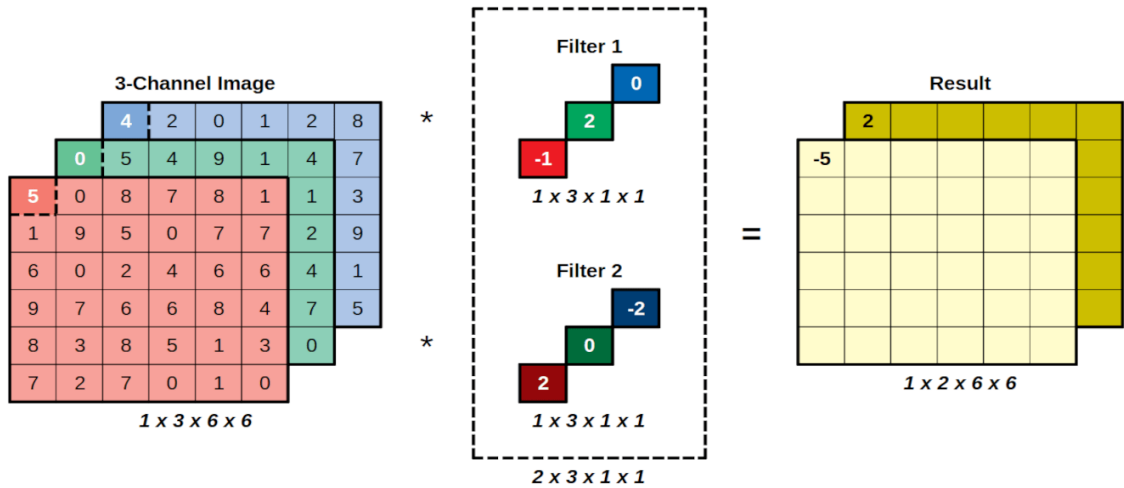 Filter 1
3-Channel Image
Result
0
4 2 0 1 2 8
*
2
2
0 5 4 9 1 4 7
-1
-5
5 0 8 7 8 1 1 3
1 x 3 x 1 x 1
1 9 5 0 7 7 2 9
=
6 0 2 4 6 6 4 1
Filter 2
9 7 6 6 8 4 7 5
-2
8 3 8 5 1 3 0
*
0
7 2 7 0 1 0
2
1 x 2 x 6 x 6
1 x 3 x 6 x 6
1 x 3 x 1 x 1
2 x 3 x 1 x 1